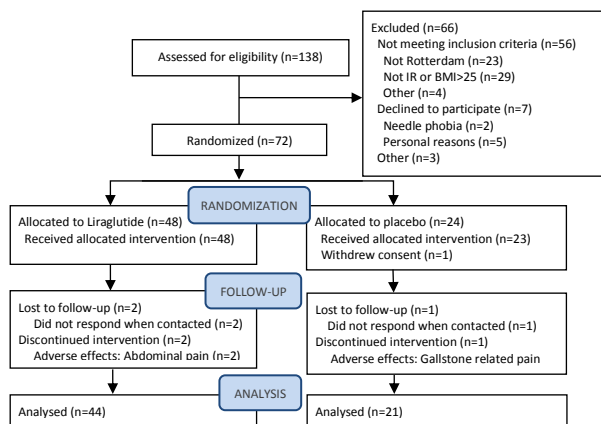 Assessed for eligibility (n=138)
Excluded (n=66)
Not meeting inclusion criteria (n=56)
Not Rotterdam (n=23)
Not IR or BMI>25 (n=29)
Other (n=4)
Declined to participate (n=7)
Needle phobia (n=2)
Personal reasons (n=5)
Other (n=3)
Randomized (n=72)
RANDOMIZATION
Allocated to Liraglutide (n=48)
Received allocated intervention (n=48)
Allocated to placebo (n=24)
Received allocated intervention (n=23)
Withdrew consent (n=1)
FOLLOW-UP
Lost to follow-up (n=2)
Did not respond when contacted (n=2)
Discontinued intervention (n=2)
Adverse effects: Abdominal pain (n=2)
Lost to follow-up (n=1)
Did not respond when contacted (n=1)
Discontinued intervention (n=1)
Adverse effects: Gallstone related pain
ANALYSIS
Analysed (n=44)
Analysed (n=21)